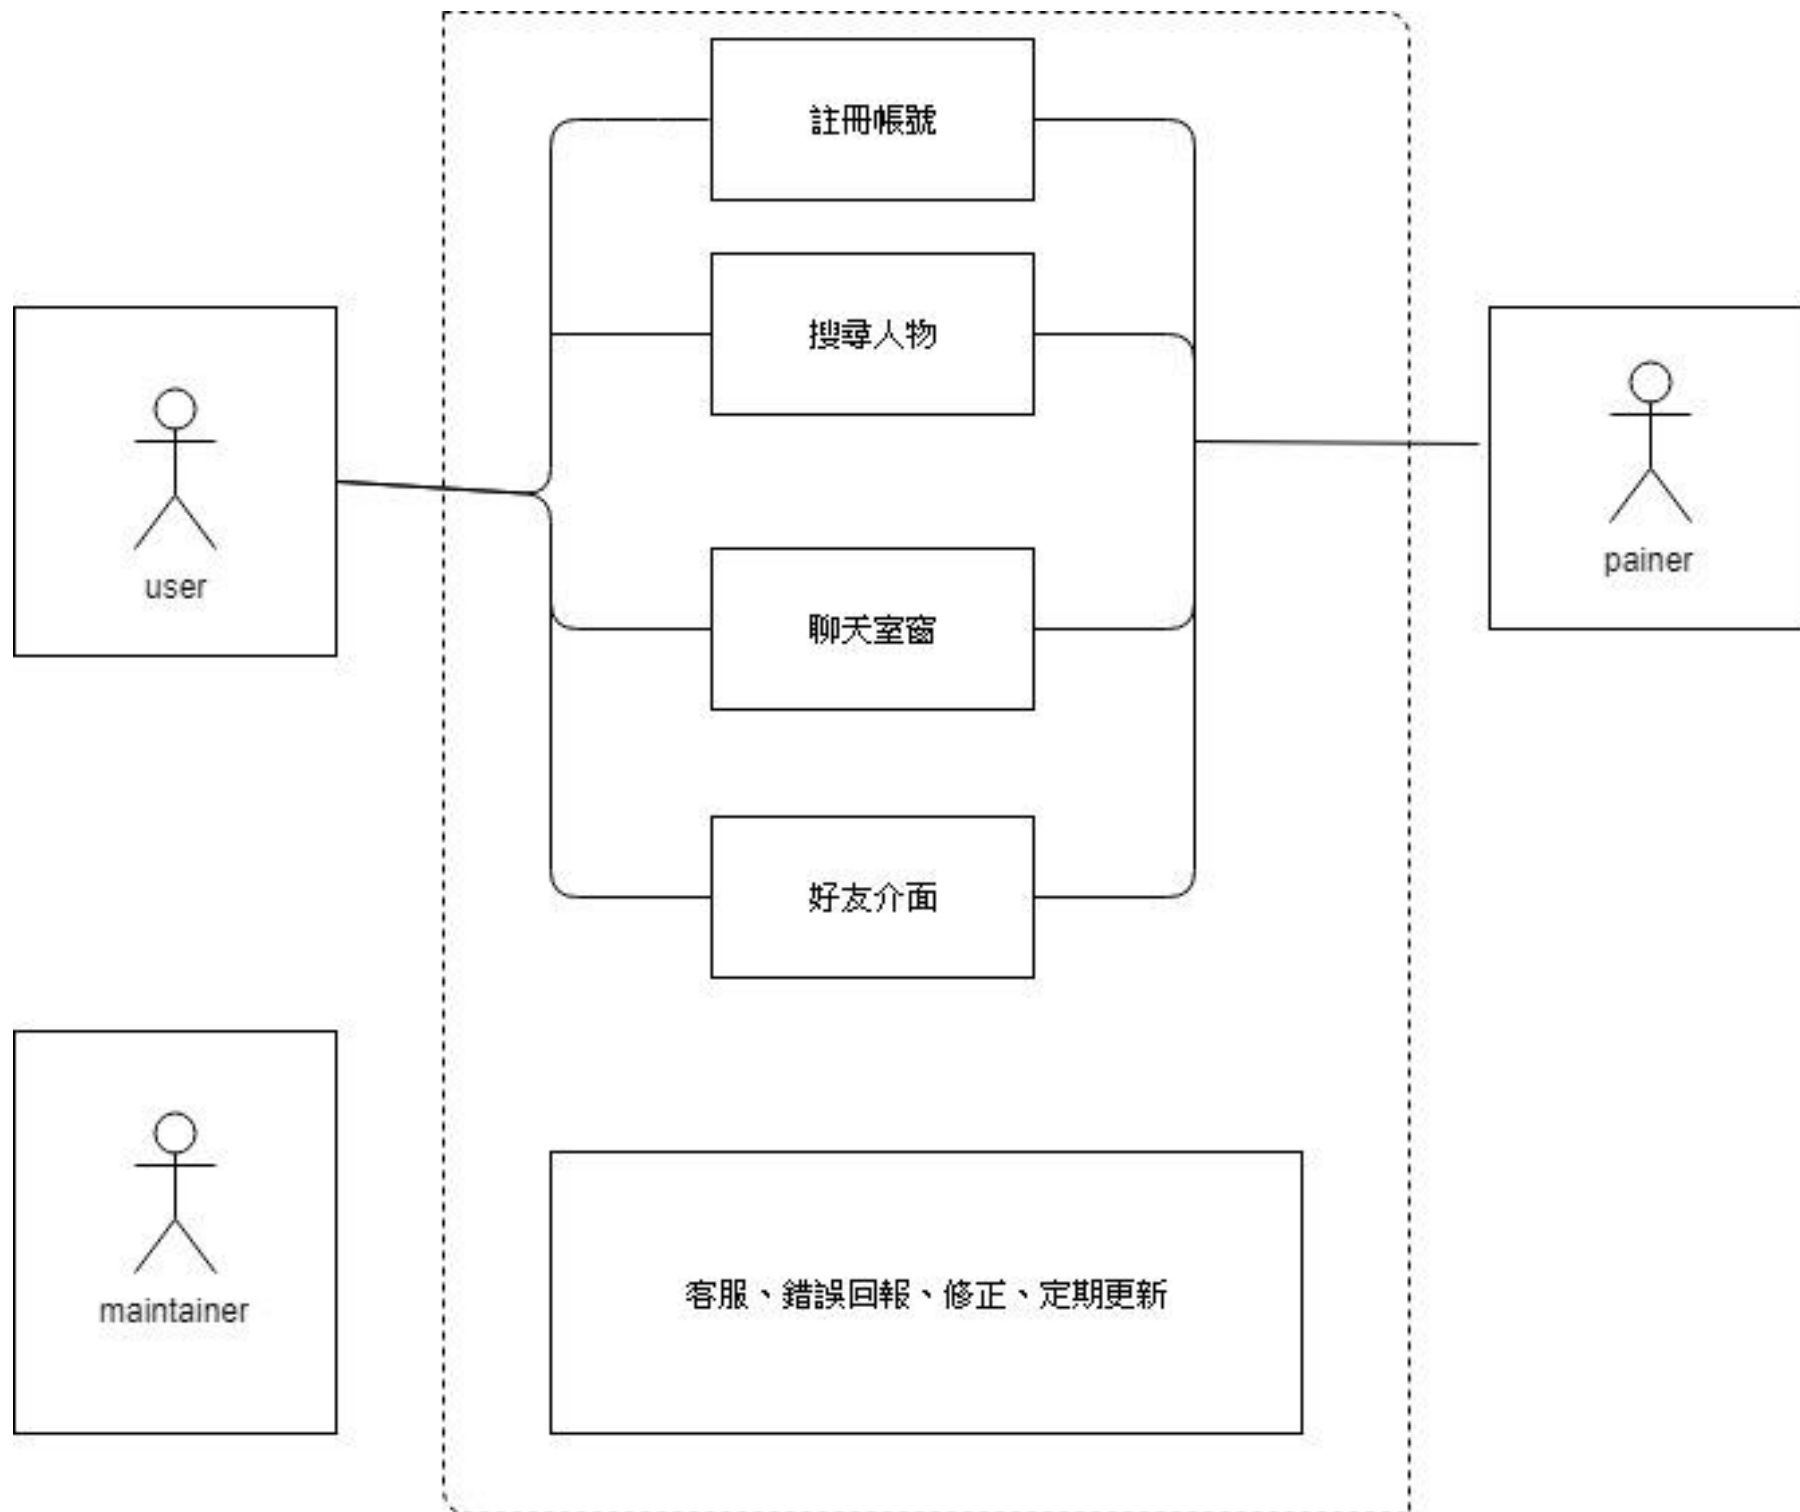 註冊帳號
搜尋人物
user
painer
聊天室窗
好友介面
maintainer
客服、錯誤回報、修正、定期更新